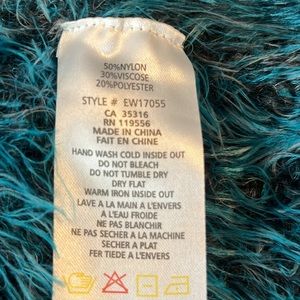 50%NYLON
30%VISCOSE
20%POLYESTER
STYLE # EW17055
CA 35316
RN 119556
MADE IN CHINA
FAIT EN CHINE
HAND WASH COLD INSIDE OUT
DO NOT BLEACH
DO NOT TUMBLE DRY
DRY FLAT
WARM IRON INSIDE OUT
LAVE A LA MAIN A L'ENVERS
A L'EAU FROIDE
NE PAS BLANCHIR
NE PAS SECHER A LA MACHINE
SECHER A PLAT
FER TIEDE A L'ENVERS